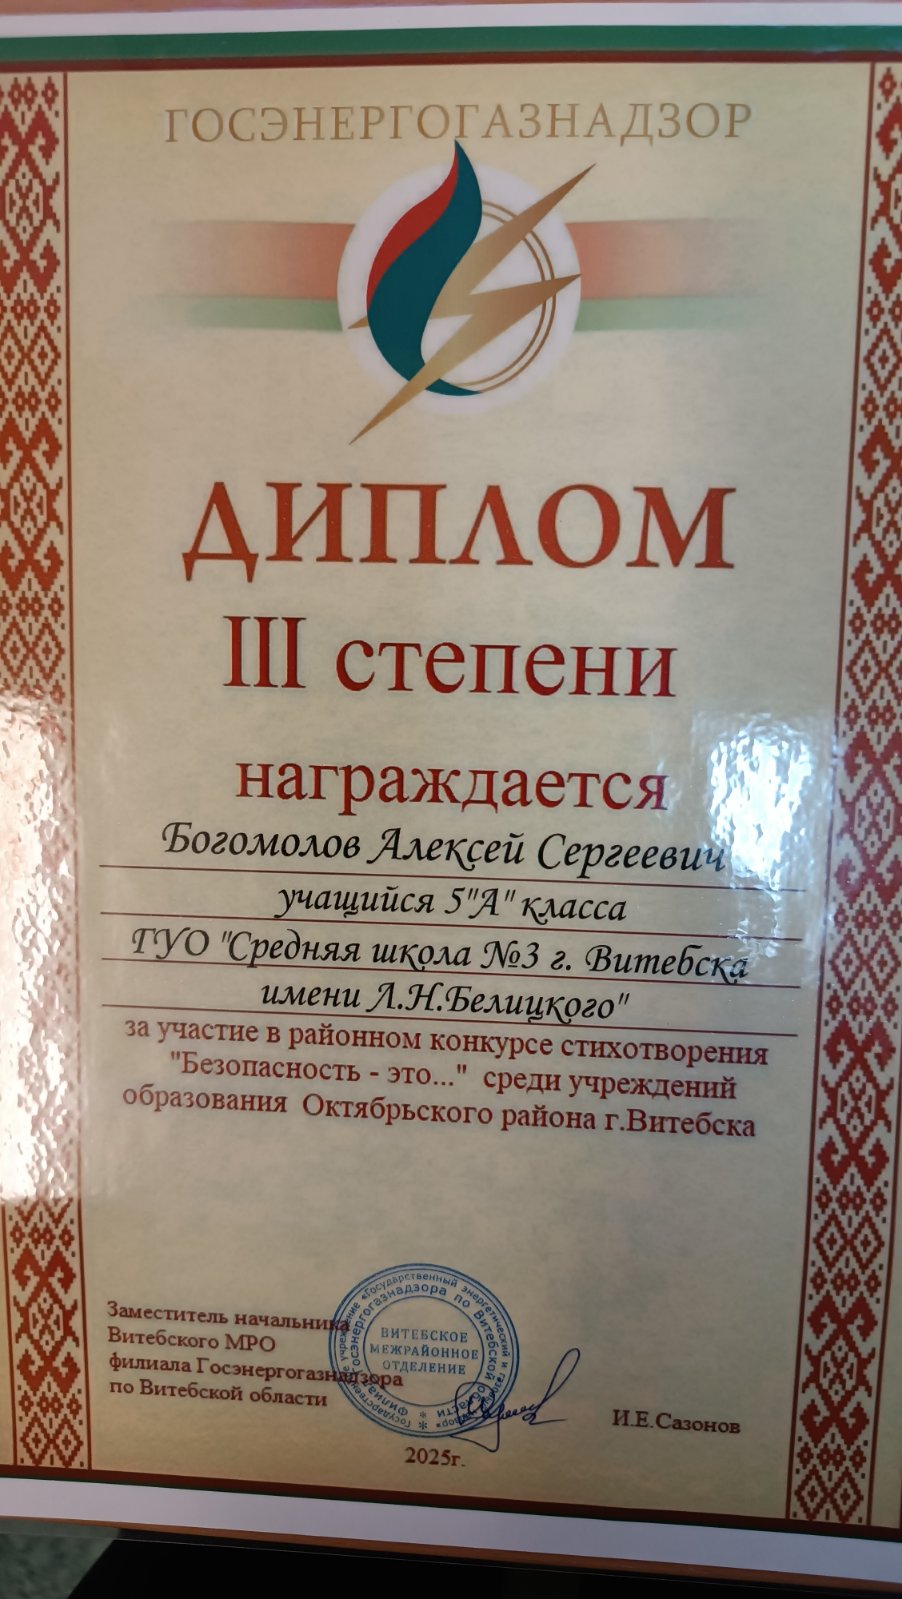 ГОСЭНЕРГОГАЗНАДЗОР
ДИПЛОМ
III степени
награждается
Богомолов Алексей Сергеевич
учащийся 5"А" класса
ГУО "Средняя школа №3 г. Витебска
имени Л.Н.Белицкого"
за участие в районном конкурсе стихотворения
"Безопасность - это..." среди учреждений
образования Октябрьского района г.Витебска
Заместитель начальника
Витебского МРО
филиала Госэнергогазнадзора
по Витебской области
ВИТЕБСКОЕ
МЕЖРАЙОННОЕ
ОТДЕЛЕНИЕ
И.Е.Сазонов
2025г.